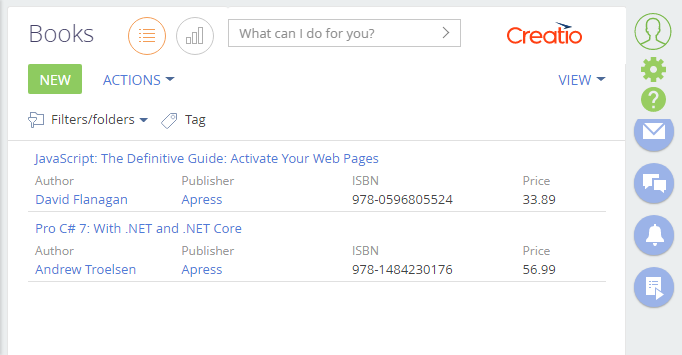 Books What can I do for you? Creatio
NEW ACTIONS VIEW
Filters/folders Tag
JavaScript: The Definitive Guide: Activate Your Web Pages
Author Publisher ISBN Price
David Flanagan Apress 978-0596805524 33.89
Pro C# 7: With .NET and .NET Core
Author Publisher ISBN Price
Andrew Troelsen Apress 978-1484230176 56.99
?